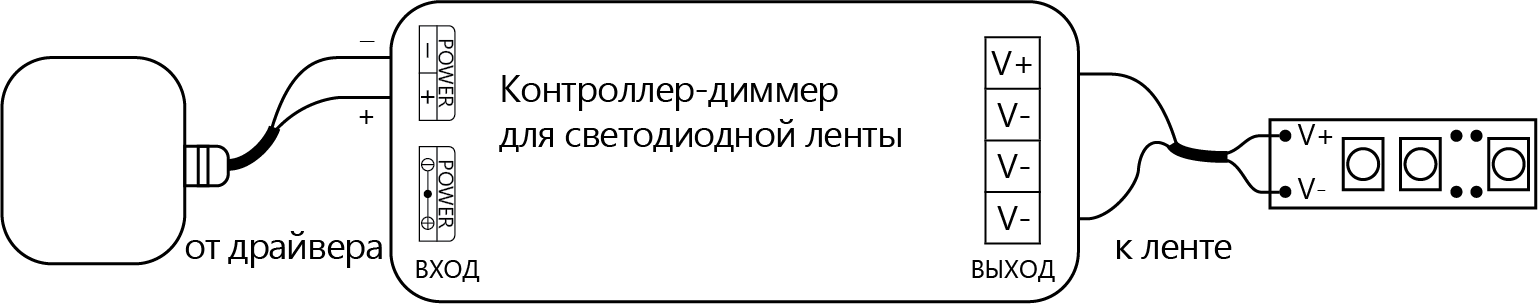 −
+
POWER
− +
POWER
от драйвера
ВХОД
Контроллер-диммер
для светодиодной ленты
V+
V-
V-
V-
ВЫХОД
к ленте
V+
V-